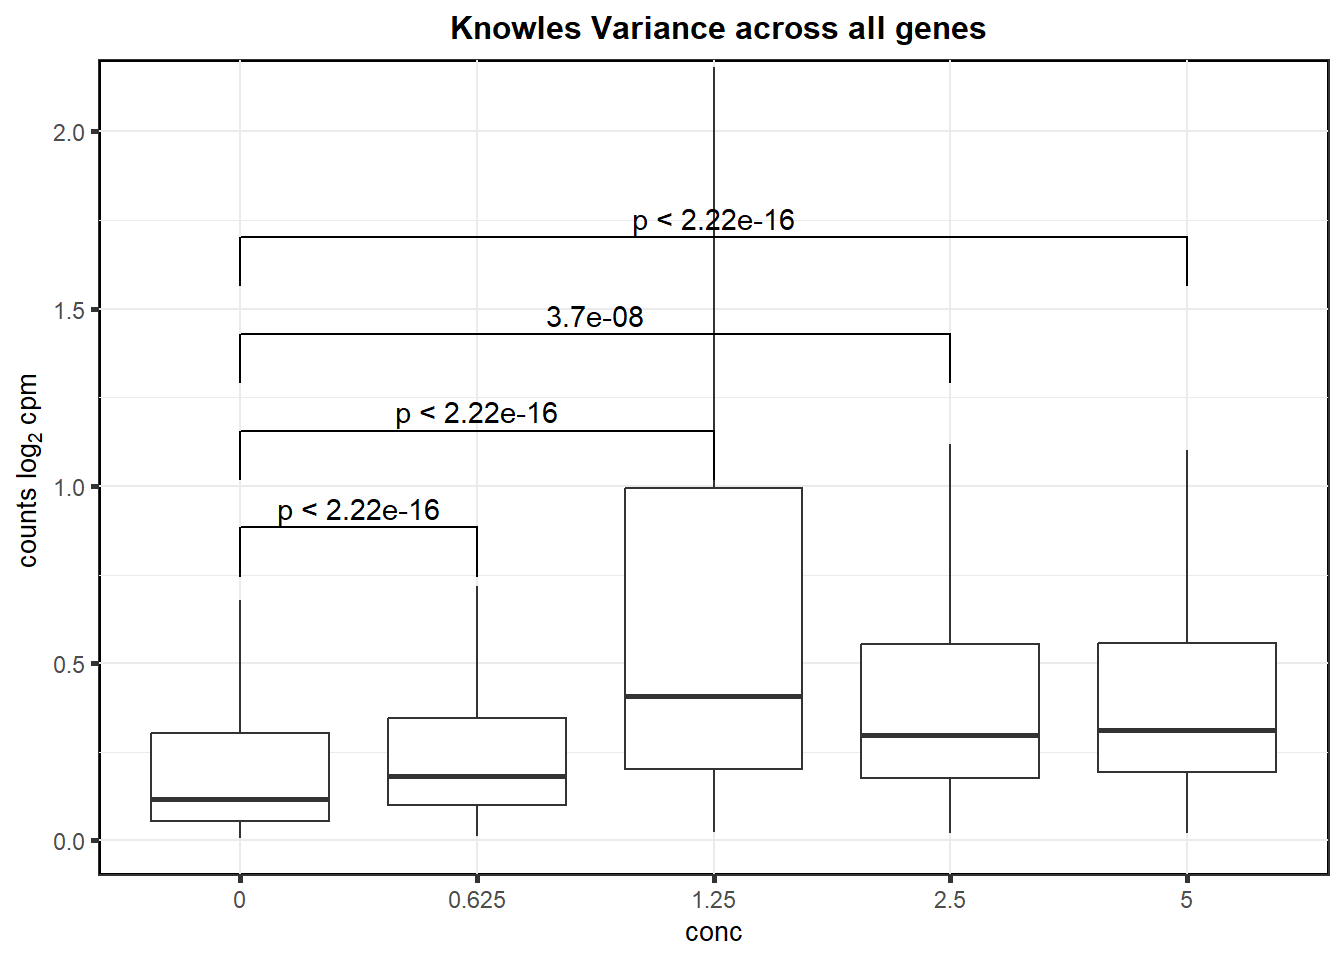 Knowles Variance across all genes
2.0
1.5
1.0
0.5
0.0
counts log₂ cpm
p < 2.22e-16
3.7e-08
p < 2.22e-16
p < 2.22e-16
0 0.625 1.25 2.5 5
conc